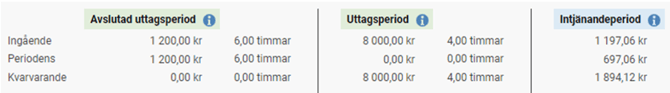 Avslutad uttagsperiod Uttagsperiod Intjänandeperiod
Ingående 1 200,00 kr 6,00 timmar 8 000,00 kr 4,00 timmar 1 197,06 kr
Periodens 1 200,00 kr 6,00 timmar 0,00 kr 0,00 timmar 697,06 kr
Kvarvarande 0,00 kr 0,00 timmar 8 000,00 kr 4,00 timmar 1 894,12 kr